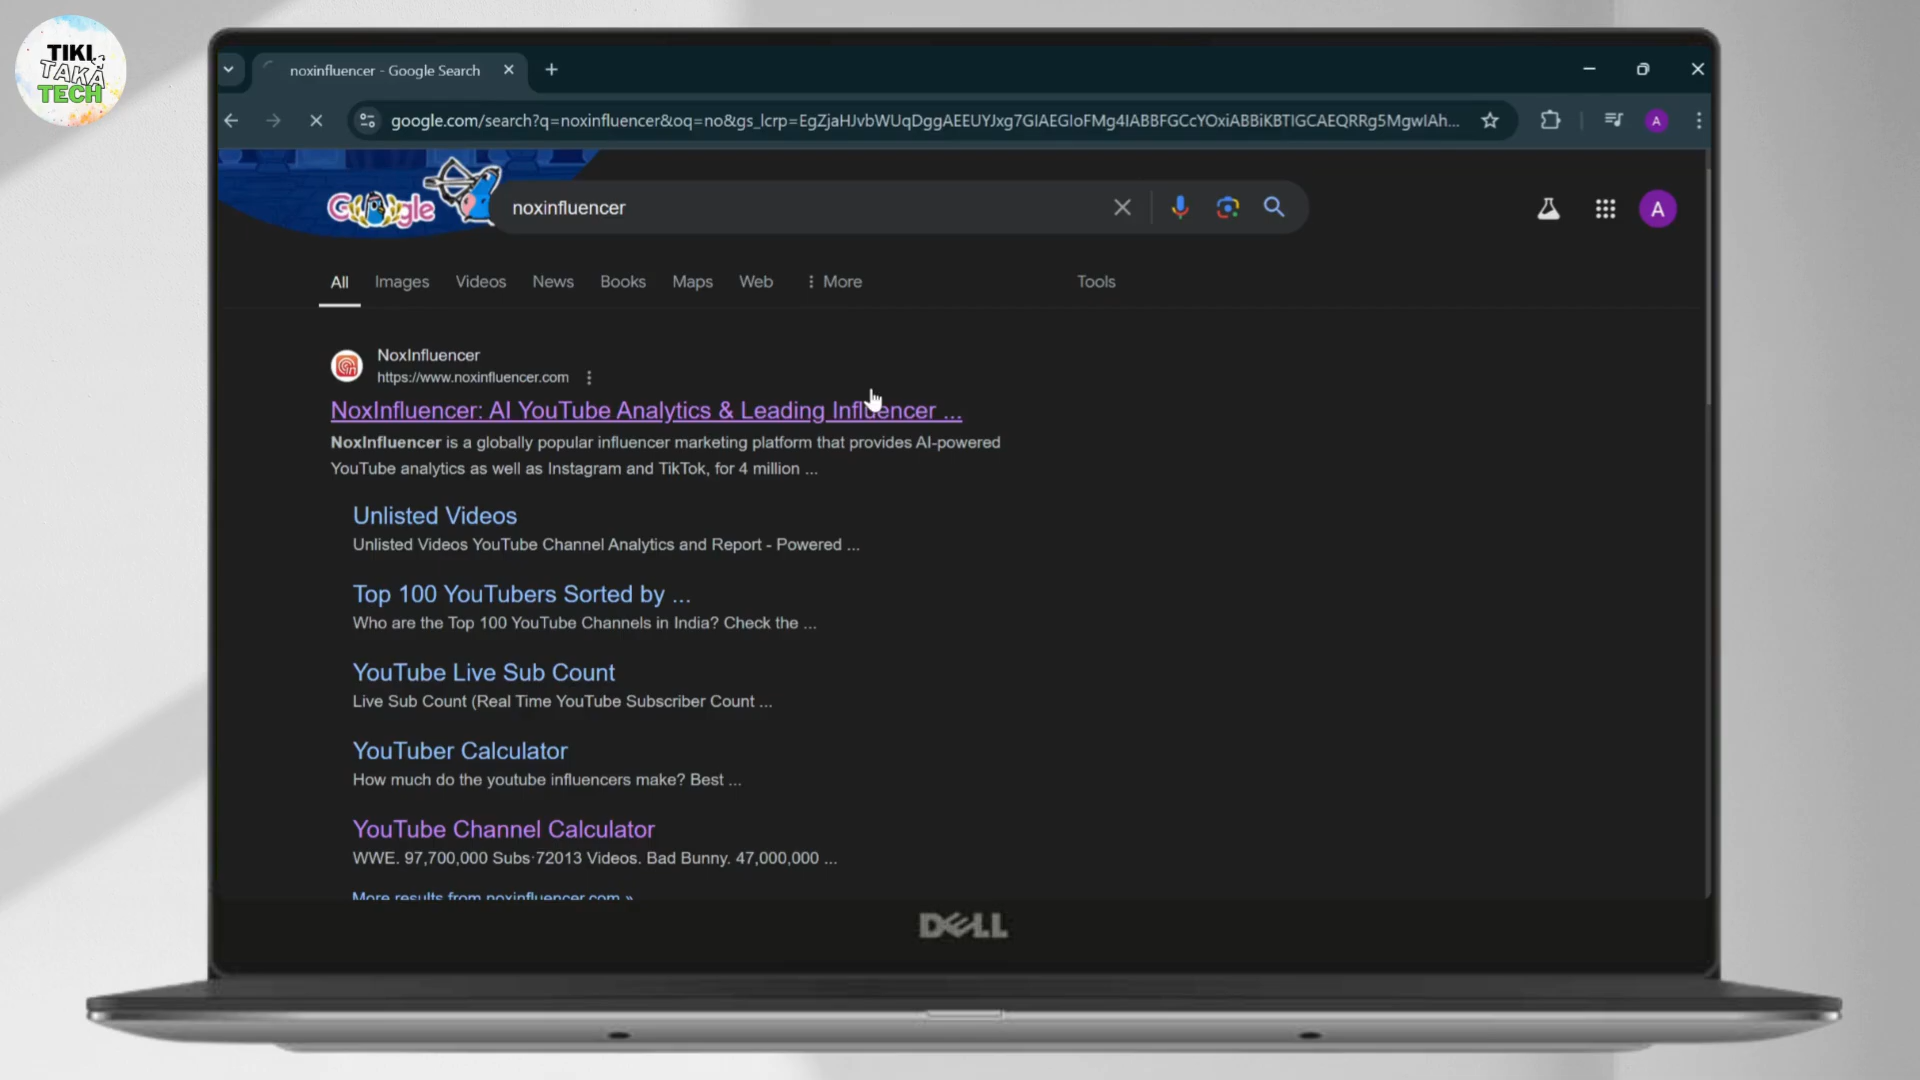 TIKI
TAKA
TECH
noxinfluencer - Google Search
google.com/search?q=noxinfluencer&oq=no&gs_lcrp=EgZjaHJvbWUqDggAEEUYJxg7GIAEGIoFMg4IABBFGCcYOxiABBiKBTIGCAEQRRg5MgwIAh...
A
Google
noxinfluencer
A
All
Images
Videos
News
Books
Maps
Web
More
Tools
NoxInfluencer
https://www.noxinfluencer.com
NoxInfluencer: AI YouTube Analytics & Leading Influencer ...
NoxInfluencer is a globally popular influencer marketing platform that provides AI-powered
YouTube analytics as well as Instagram and TikTok, for 4 million ...
Unlisted Videos
Unlisted Videos YouTube Channel Analytics and Report - Powered ...
Top 100 YouTubers Sorted by ...
Who are the Top 100 YouTube Channels in India? Check the ...
YouTube Live Sub Count
Live Sub Count (Real Time YouTube Subscriber Count ...
YouTuber Calculator
How much do the youtube influencers make? Best ...
YouTube Channel Calculator
WWE. 97,700,000 Subs·72013 Videos. Bad Bunny. 47,000,000 ...
More results from noxinfluencer.com »
DELL